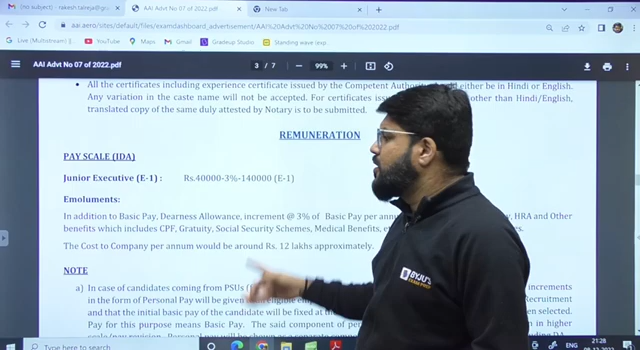 (no subject) - rakesh.talreja@gra
AAI Advt No 07 of 2022.pdf
New Tab
aai.aero/sites/default/files/examdashboard_advertisement/AAI%20Advt%20No%2007%20of%202022.pdf
Live (Multistream)
YouTube
Maps
Gmail
Gradeup Studio
Standing wave (exp
AAI Advt No 07 of 2022.pdf
3 / 7
99%
All the certificates including experience certificate issued by the Competent either be in Hindi or English.
Any variation in the caste name will not be accepted. For certificates other than Hindi/English,
translated copy of the same duly attested by Notary is to be submitted.
REMUNERATION
PAY SCALE (IDA)
Junior Executive (E-1) : Rs.40000-3%-140000 (E-1)
Emoluments:
In addition to Basic Pay, Dearness Allowance, increment @ 3% of Basic Pay per HRA and Other
benefits which includes CPF, Gratuity, Social Security Schemes, Medical Benefits,
The Cost to Company per annum would be around Rs. 12 lakhs approximately.
NOTE
a) In case of candidates coming from PSUs increments
in the form of Personal Pay will be given Recruitment
and that the initial basic pay of the candidate will be fixed at selected.
Pay for this purpose means Basic Pay. The said component of in higher
BYJU'S
EXAM PREP
Type here to search
ENG
21:28